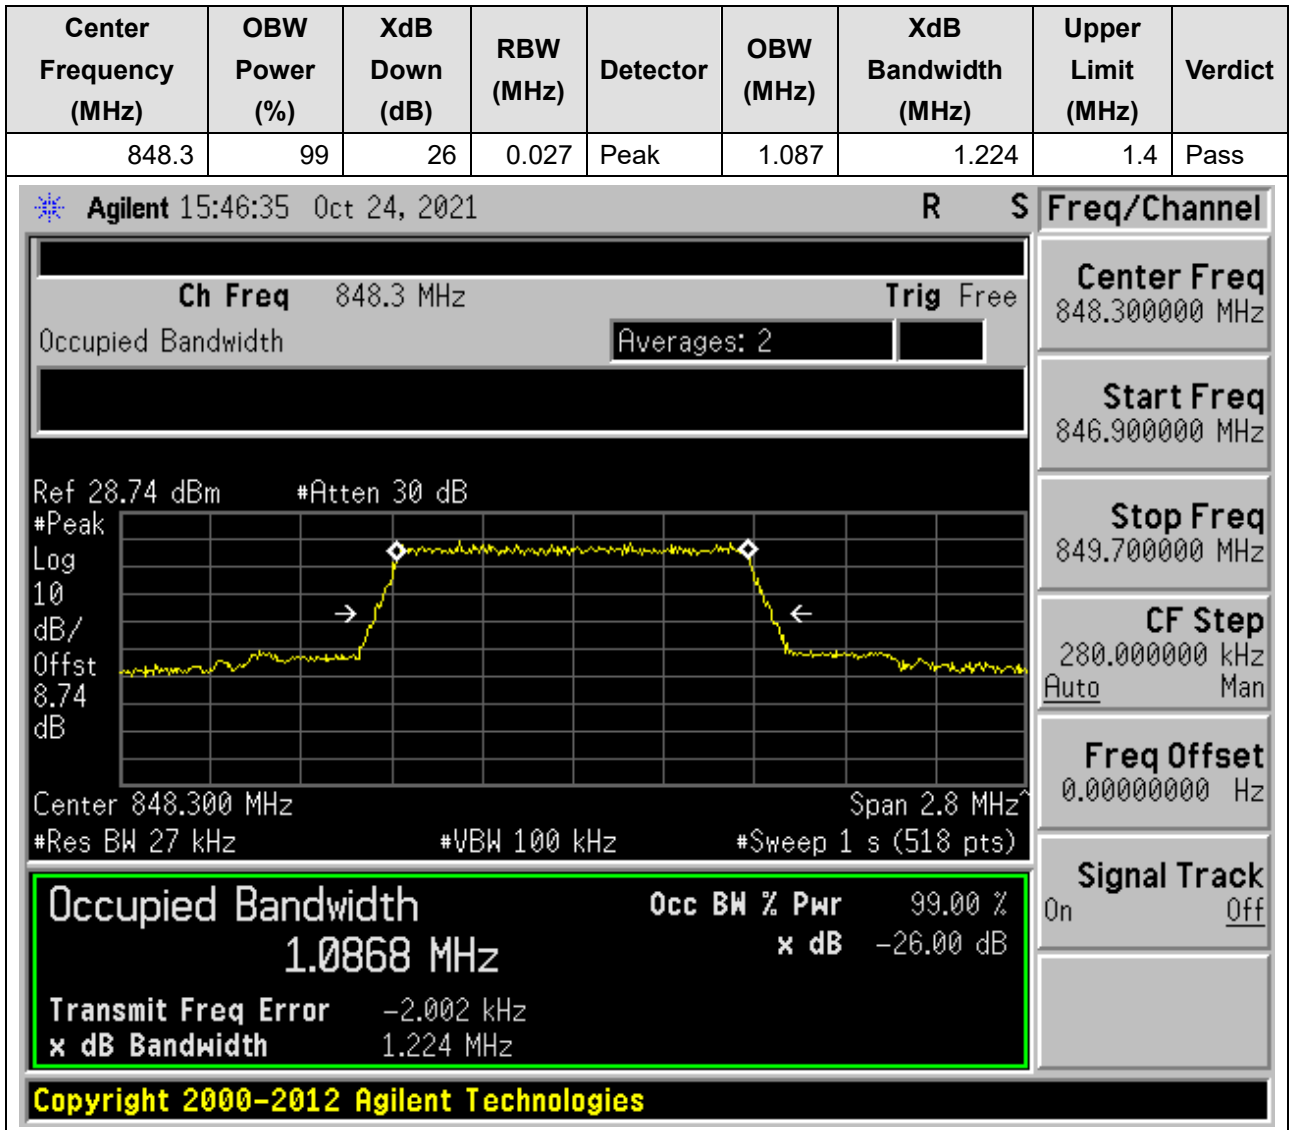 Center Frequency (MHz) OBW Power (%) XdB Down (dB) RBW (MHz) Detector OBW (MHz) XdB Bandwidth (MHz) Upper Limit (MHz) Verdict
848.3 99 26 0.027 Peak 1.087 1.224 1.4 Pass
Agilent 15:46:35 Oct 24, 2021 R S
Freq/Channel
Ch Freq 848.3 MHz Trig Free
Occupied Bandwidth Averages: 2
Center Freq
848.300000 MHz
Start Freq
846.900000 MHz
Stop Freq
849.700000 MHz
CF Step
280.000000 kHz
Auto Man
Freq Offset
0.00000000 Hz
Signal Track
On Off
Ref 28.74 dBm #Atten 30 dB
#Peak
Log
10
dB/
Offst
8.74
dB
Center 848.300 MHz Span 2.8 MHz^
#Res BW 27 kHz #VBW 100 kHz #Sweep 1 s (518 pts)
Occupied Bandwidth Occ BW % Pwr 99.00 %
1.0868 MHz x dB -26.00 dB
Transmit Freq Error -2.002 kHz
x dB Bandwidth 1.224 MHz
Copyright 2000-2012 Agilent Technologies